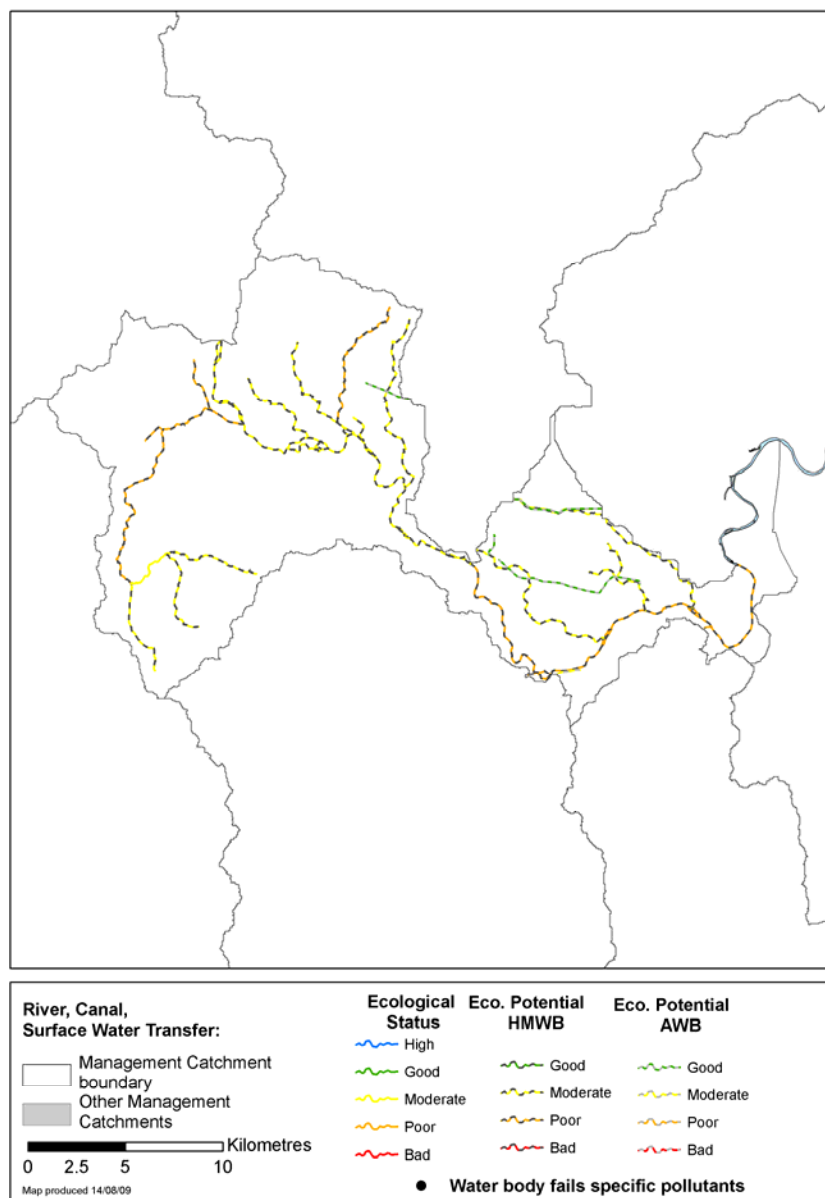 River, Canal,
Surface Water Transfer:
Management Catchment
boundary
Other Management
Catchments
Kilometres
0 2.5 5 10
Map produced 14/08/09
Ecological
Status
High
Good
Moderate
Poor
Bad
Eco. Potential
HMWB
Good
Moderate
Poor
Bad
Eco. Potential
AWB
Good
Moderate
Poor
Bad
Water body fails specific pollutants